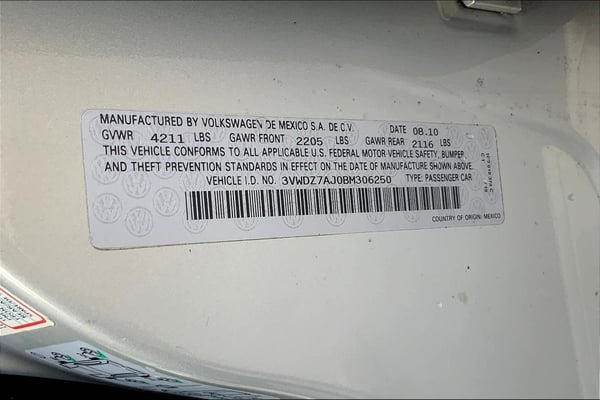 MANUFACTURED BY VOLKSWAGEN DE MEXICO S.A. DE C.V. DATE 08.10
GVWR 4211 LBS GAWR FRONT 2205 LBS GAWR REAR 2116 LBS
THIS VEHICLE CONFORMS TO ALL APPLICABLE U.S. FEDERAL MOTOR VEHICLE SAFETY, BUMPER
AND THEFT PREVENTION STANDARDS IN EFFECT ON THE DATE OF MANUFACTURE SHOWN ABOVE.
VEHICLE I.D. NO. 3VWDZ7AJ0BM306250 TYPE: PASSENGER CAR
COUNTRY OF ORIGIN: MEXICO